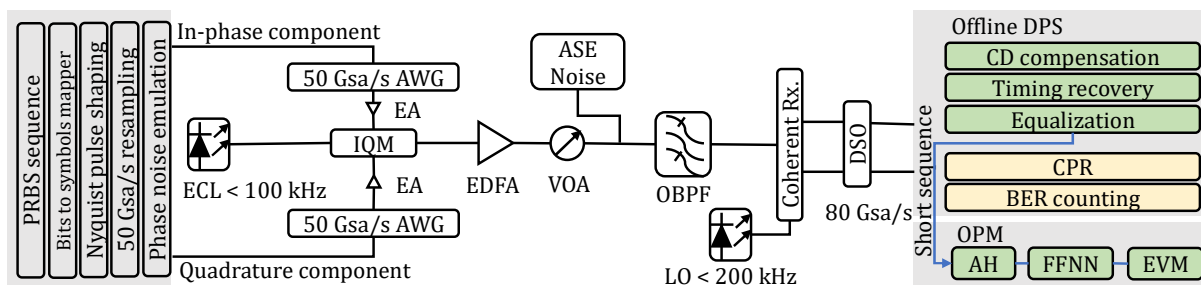 PRBS sequence
Bits to symbols mapper
Nyquist pulse shaping
50 Gsa/s resampling
Phase noise emulation
In-phase component
50 Gsa/s AWG
EA
ECL < 100 kHz
IQM
EA
50 Gsa/s AWG
Quadrature component
EDFA
VOA
ASE
Noise
OBPF
Coherent Rx.
LO < 200 kHz
DSO
80 Gsa/s
Short sequence
Offline DPS
CD compensation
Timing recovery
Equalization
CPR
BER counting
OPM
AH
FFNN
EVM